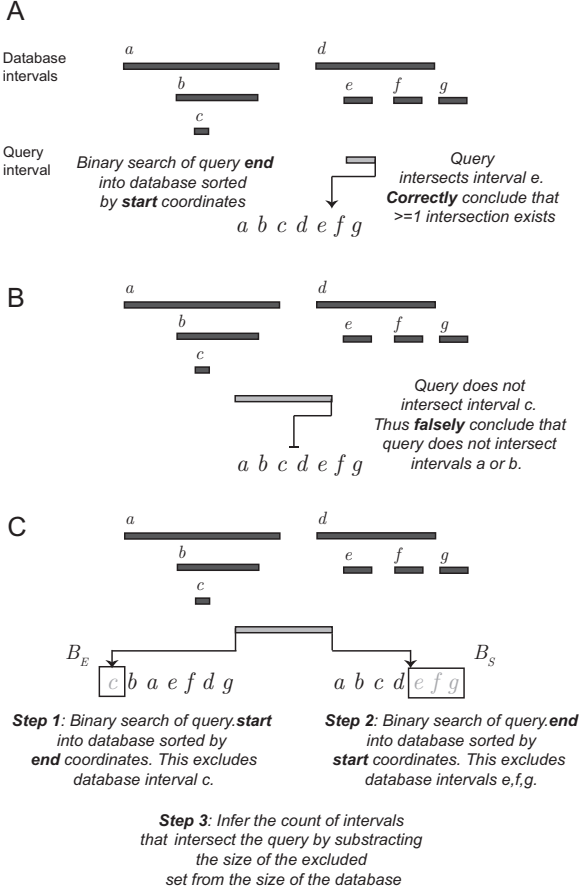 A
a
d
Database
intervals
b
e f g
c
Query
interval
Binary search of query end
into database sorted
by start coordinates
Query
intersects interval e.
Correctly conclude that
>=1 intersection exists
a b c d e f g
B
a
d
b
e f g
c
Query does not
intersect interval c.
Thus falsely conclude that
query does not intersect
intervals a or b.
a b c d e f g
C
a
d
b
e f g
c
B_E
B_S
c b a e f d g
a b c d e f g
Step 1: Binary search of query.start
into database sorted by
end coordinates. This excludes
database interval c.
Step 2: Binary search of query.end
into database sorted by
start coordinates. This excludes
database intervals e,f,g.
Step 3: Infer the count of intervals
that intersect the query by substracting
the size of the excluded
set from the size of the database